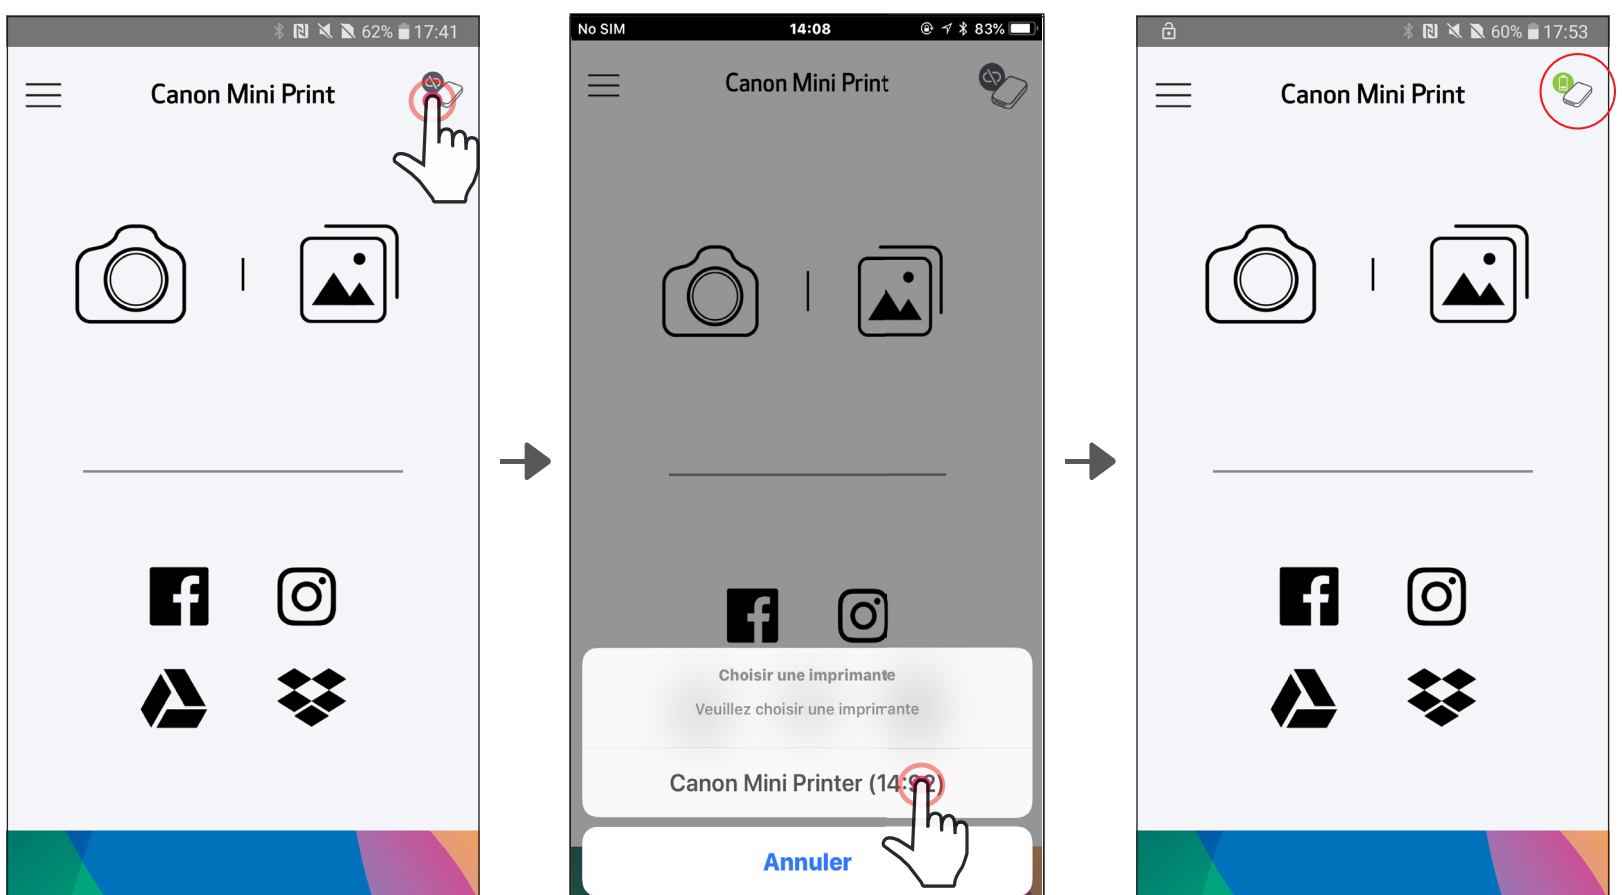 62% 17:41
Canon Mini Print
No SIM 14:08 83%
Canon Mini Print
Choisir une imprimante
Veuillez choisir une imprimante
Canon Mini Printer (14:92)
Annuler
60% 17:53
Canon Mini Print